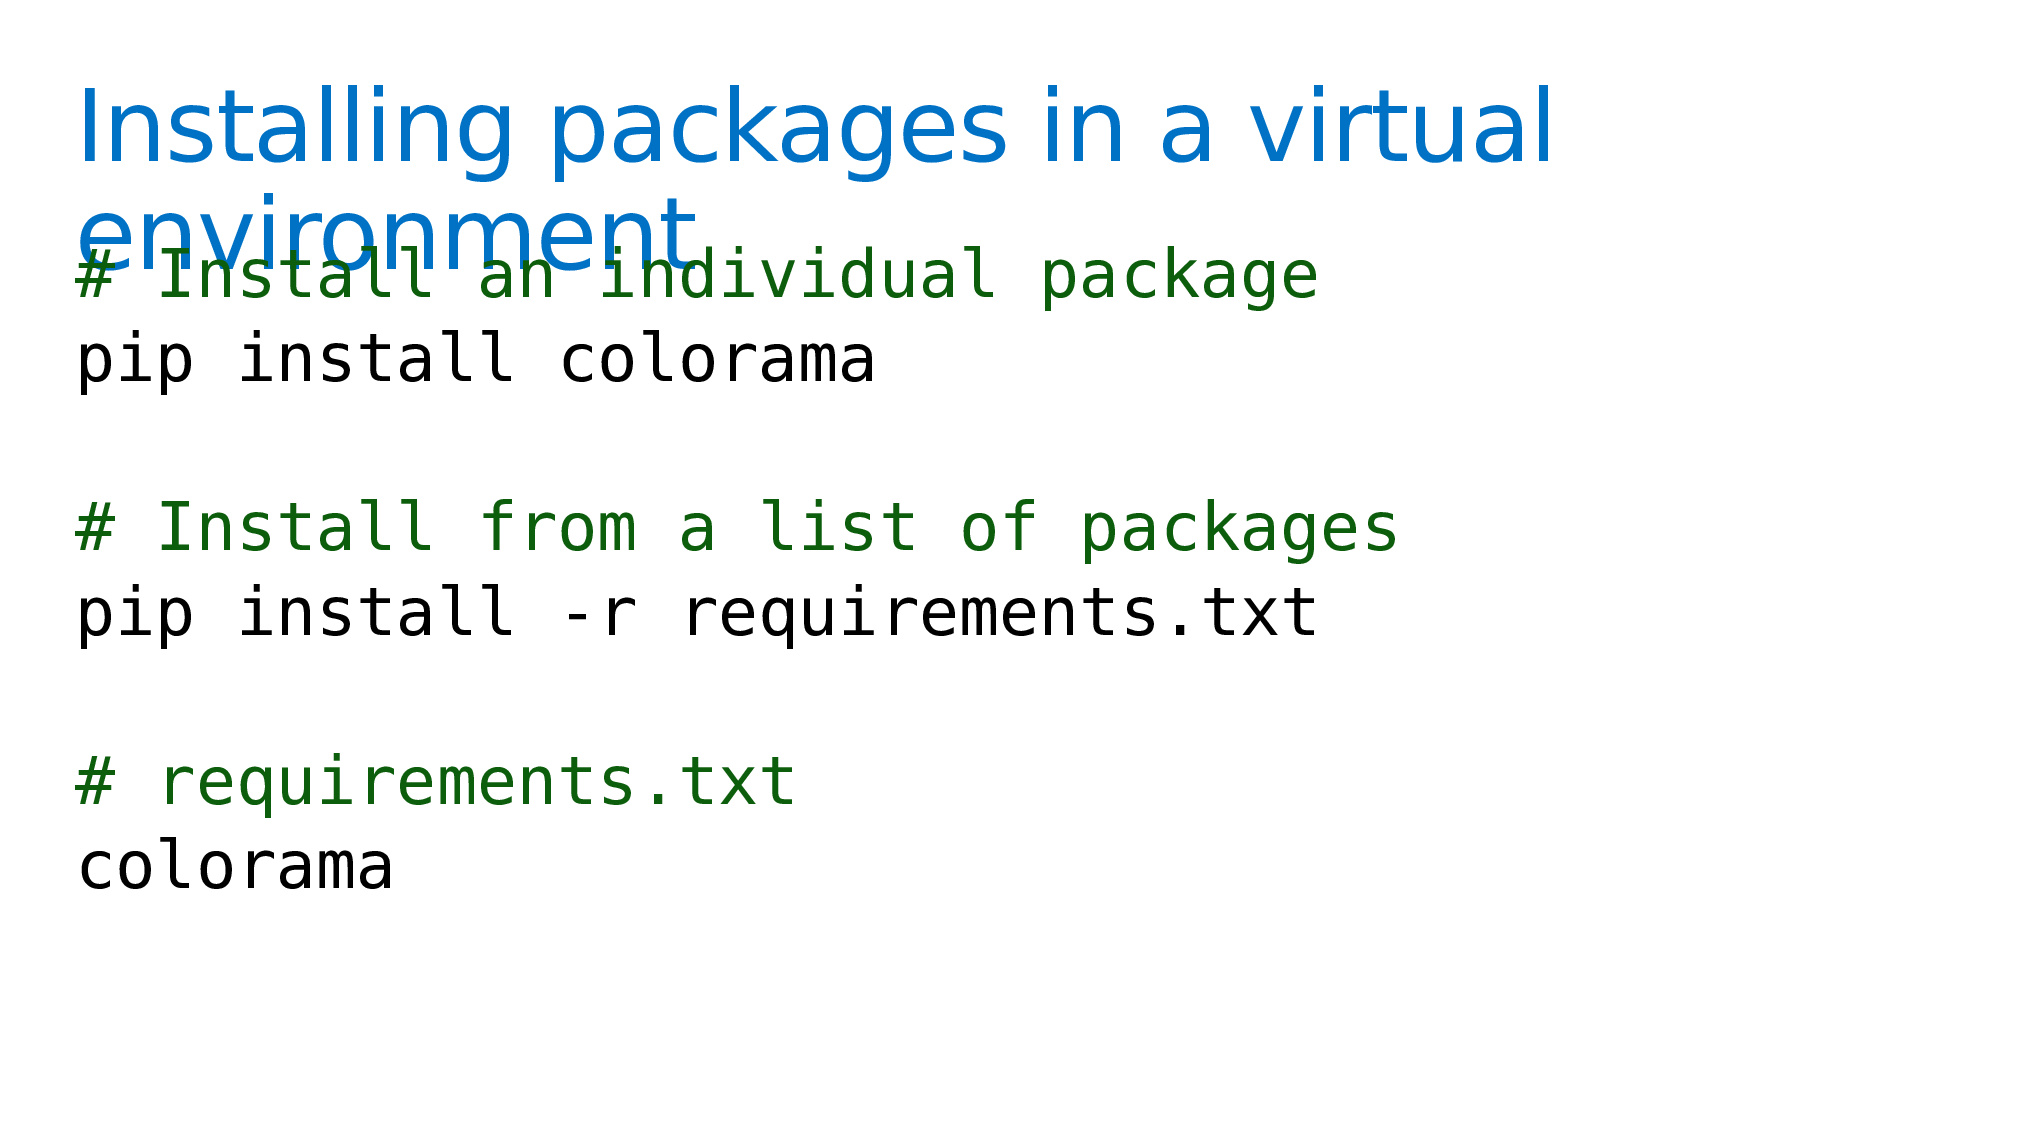 Installing packages in a virtual
environment
# Install an individual package
pip install colorama
# Install from a list of packages
pip install -r requirements.txt
# requirements.txt
colorama